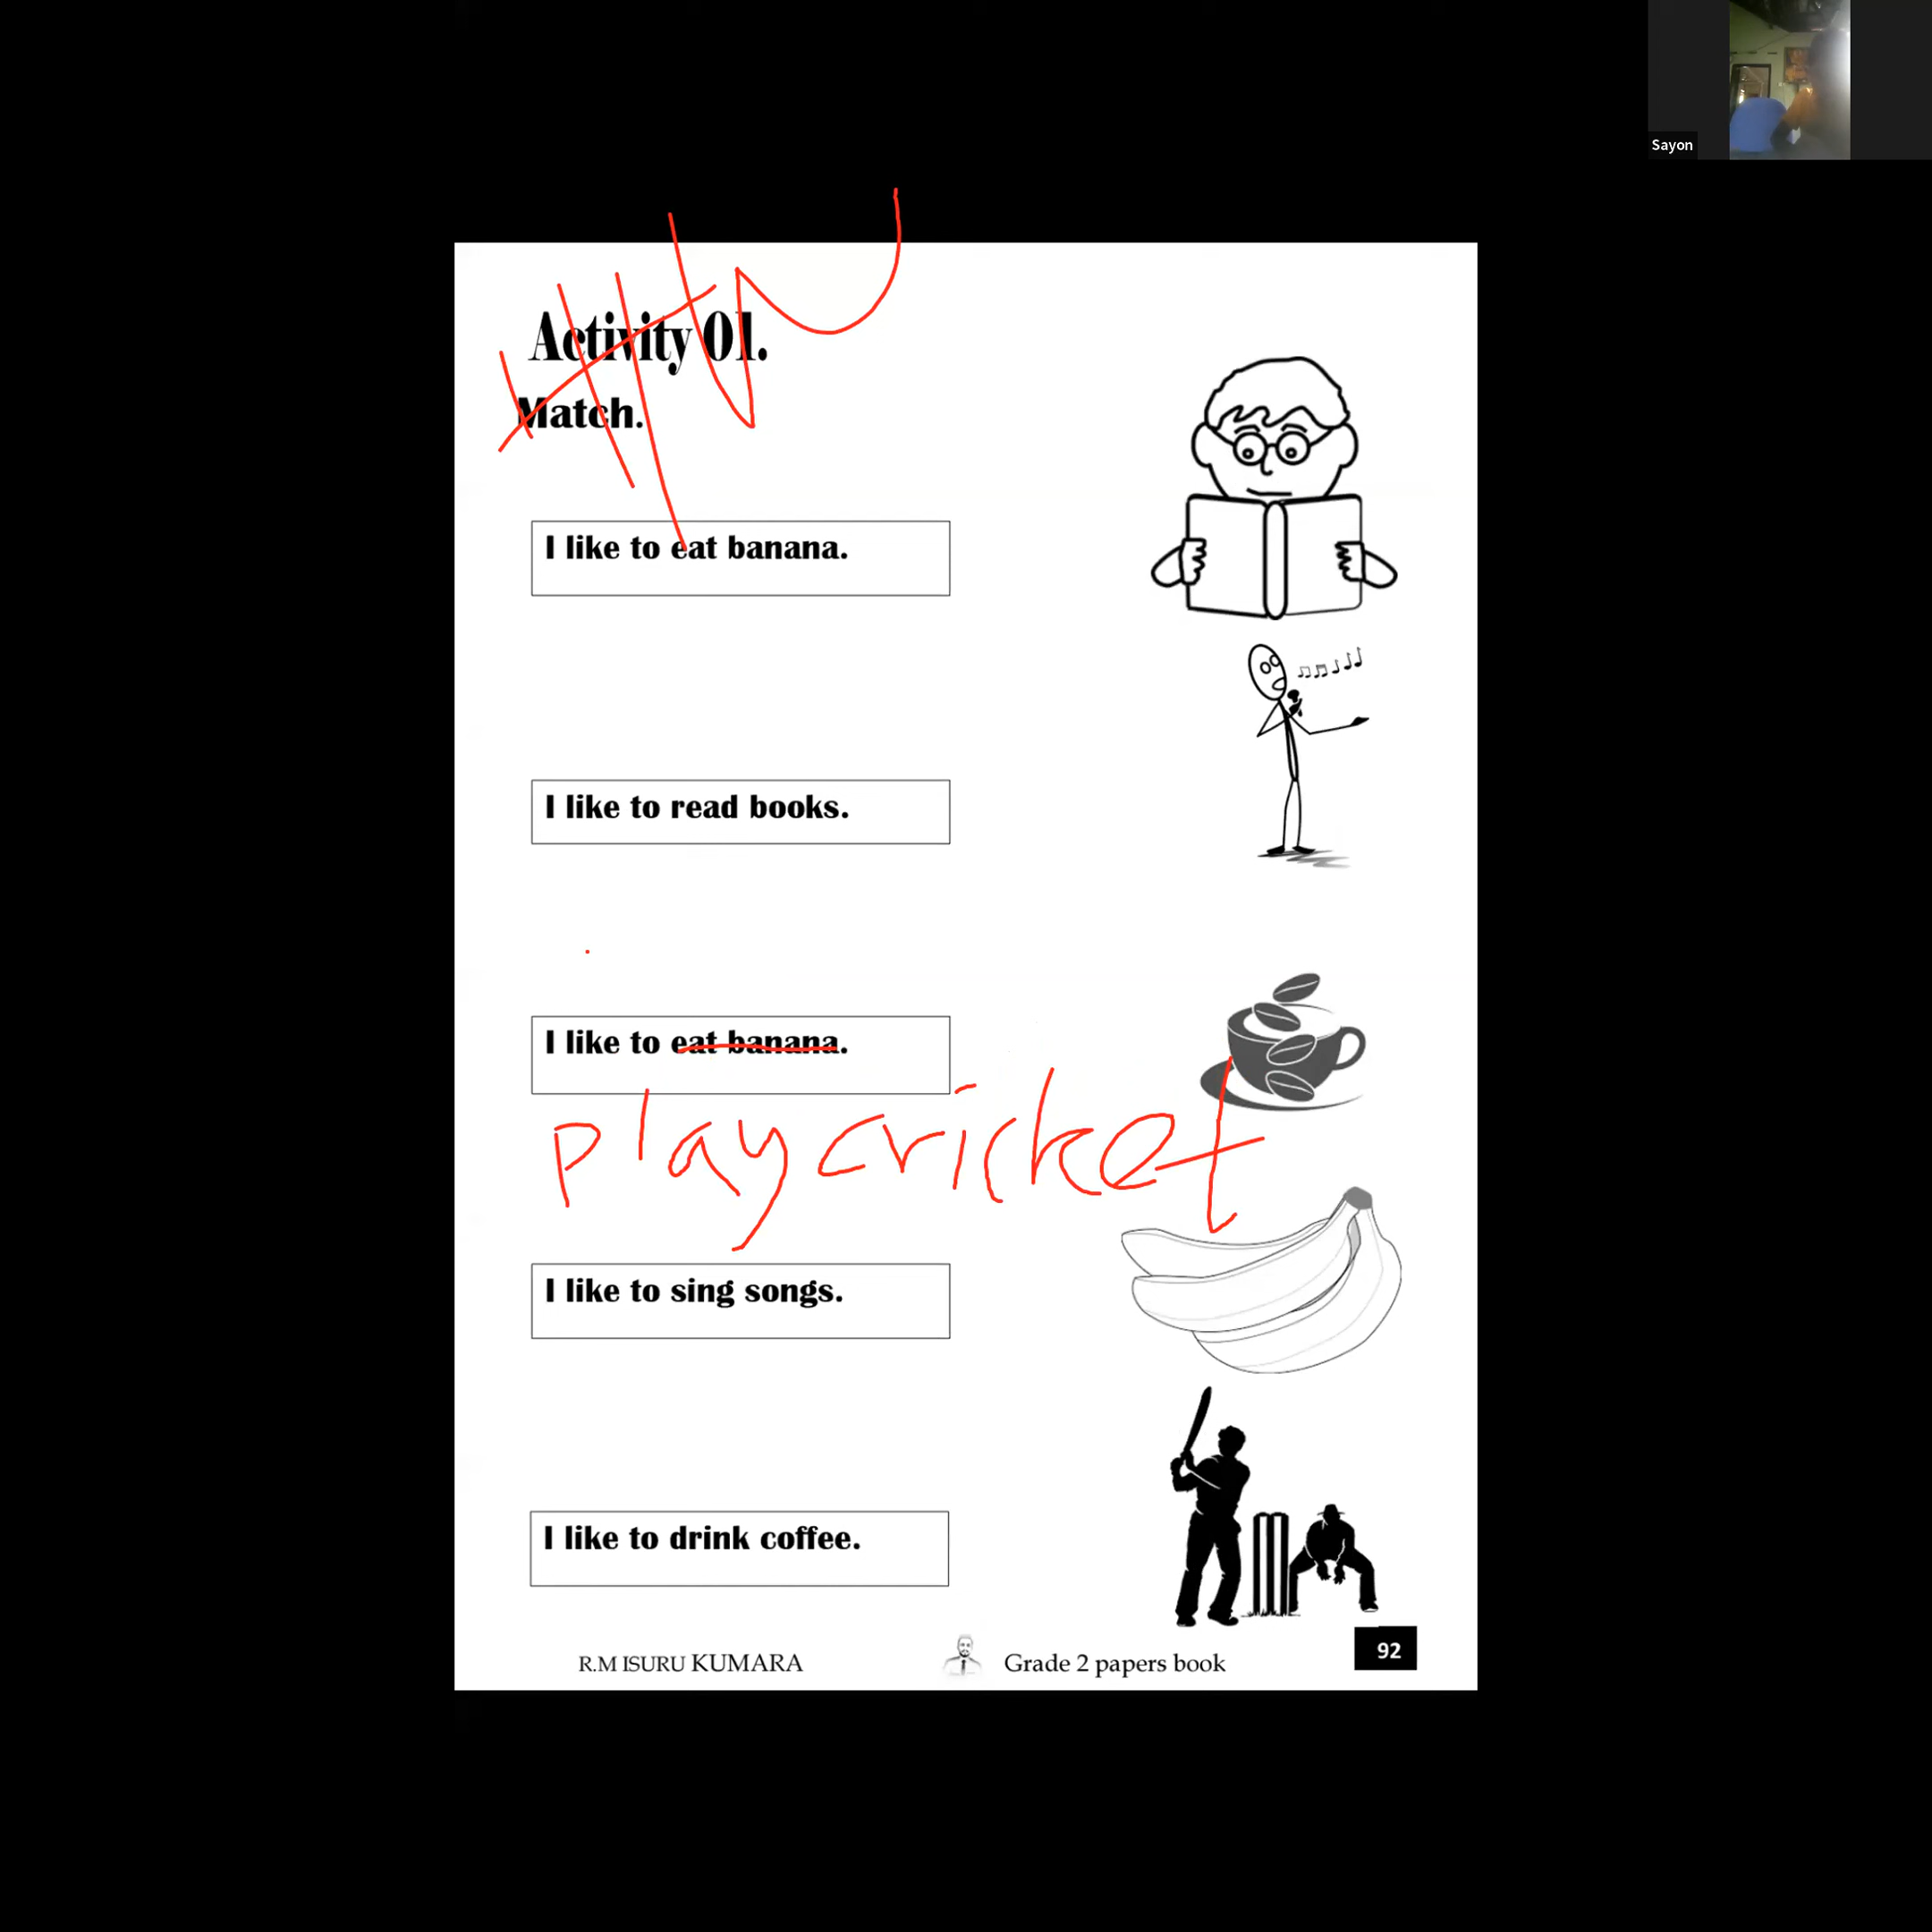 Sayon
Activity 01.
Match.
I like to eat banana.
I like to read books.
I like to eat banana.
play cricket
I like to sing songs.
I like to drink coffee.
R.M ISURU KUMARA
Grade 2 papers book
92